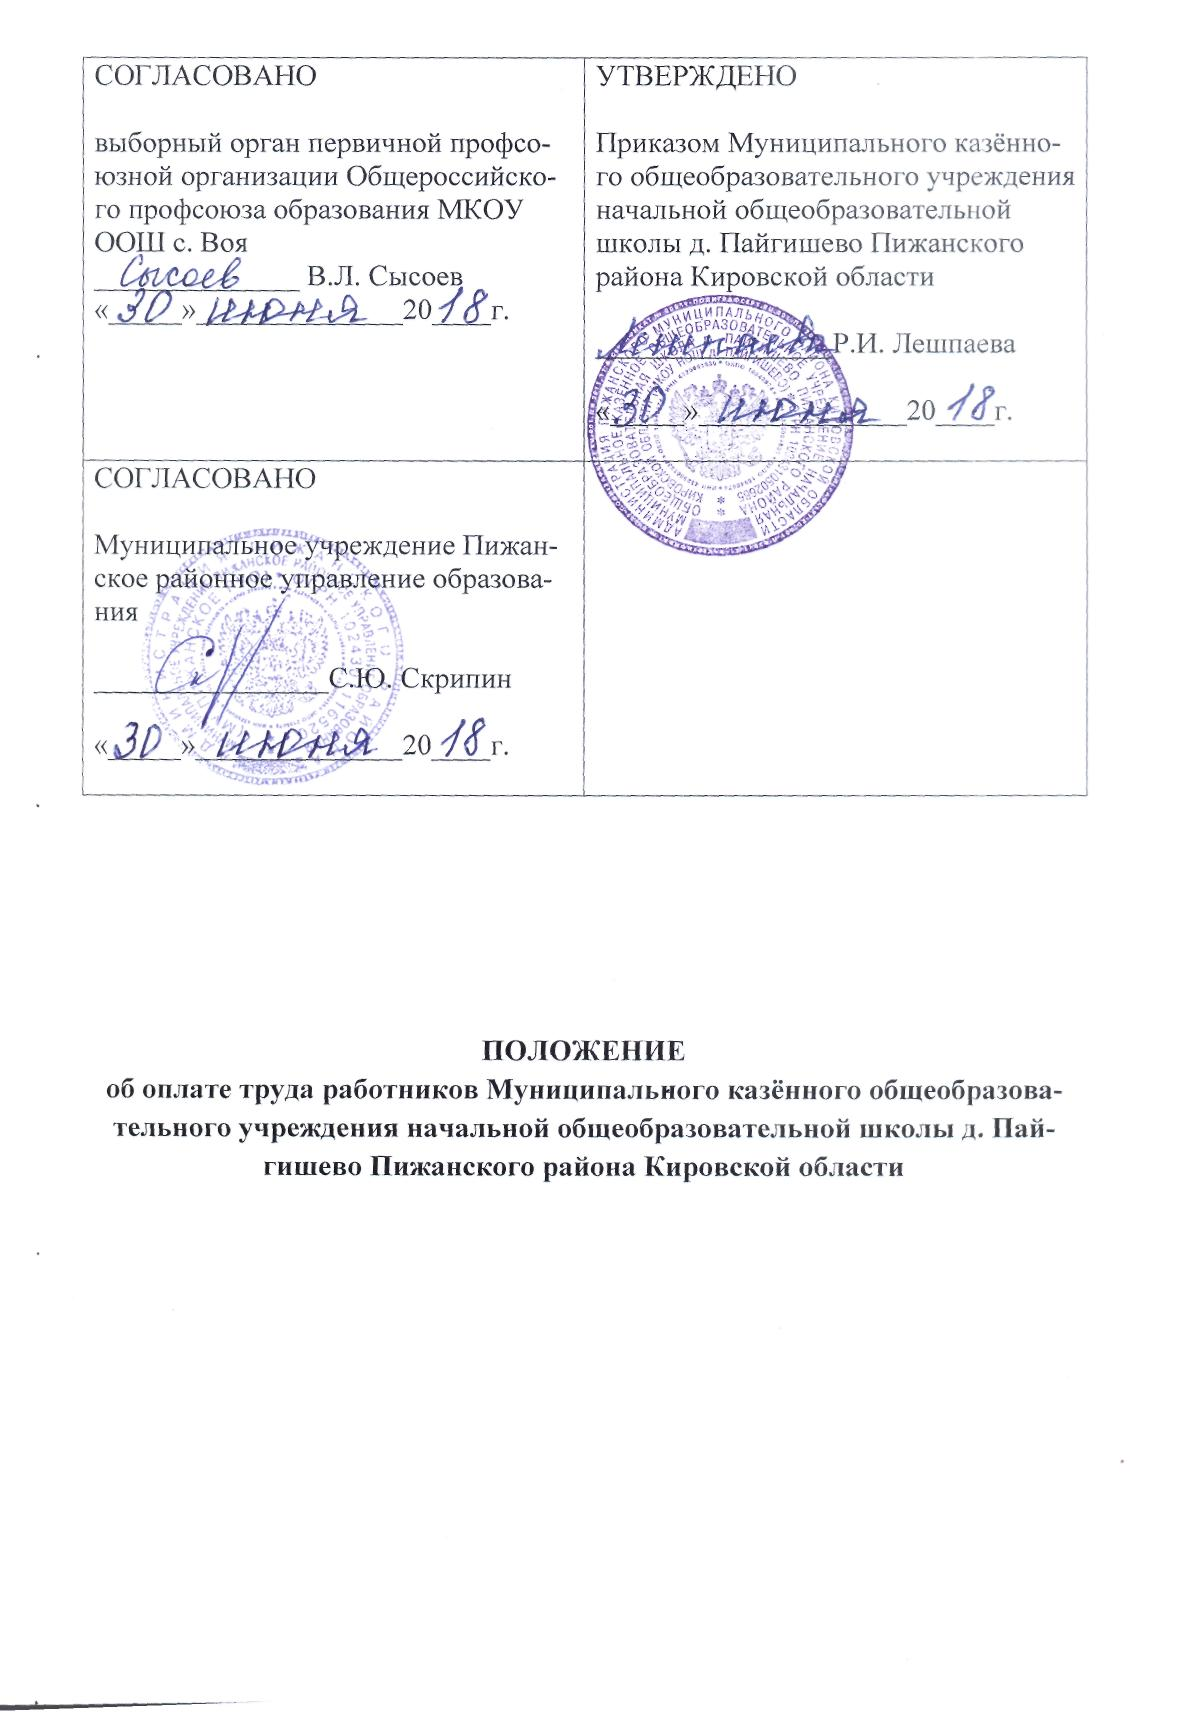 СОГЛАСОВАНО
выборный орган первичной профсо-
юзной организации Общероссийско-
го профсоюза образования МКОУ
ООШ с. Воя
Сысоев В.Л. Сысоев
«30» июня 2018г.
УТВЕРЖДЕНО
Приказом Муниципального казённо-
го общеобразовательного учреждения
начальной общеобразовательной
школы д. Пайгишево Пижанского
района Кировской области
Р.И. Лешпаева
«30» июня 2018г.
СОГЛАСОВАНО
Муниципальное учреждение Пижан-
ское районное управление образова-
ния
С.Ю. Скрипин
«30» июня 2018г.
ПОЛОЖЕНИЕ
об оплате труда работников Муниципального казённого общеобразова-
тельного учреждения начальной общеобразовательной школы д. Пай-
гишево Пижанского района Кировской области